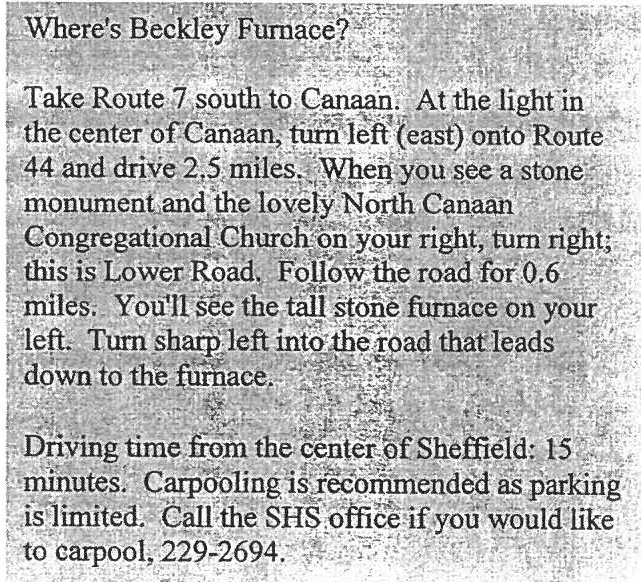 Where's Beckley Furnace?
Take Route 7 south to Canaan. At the light in
the center of Canaan, turn left (east) onto Route
44 and drive 2.5 miles. When you see a stone
monument and the lovely North Canaan
Congregational Church on your right, turn right;
this is Lower Road. Follow the road for 0.6
miles. You'll see the tall stone furnace on your
left. Turn sharp left into the road that leads
down to the furnace.
Driving time from the center of Sheffield: 15
minutes. Carpooling is recommended as parking
is limited. Call the SHS office if you would like
to carpool, 229-2694.